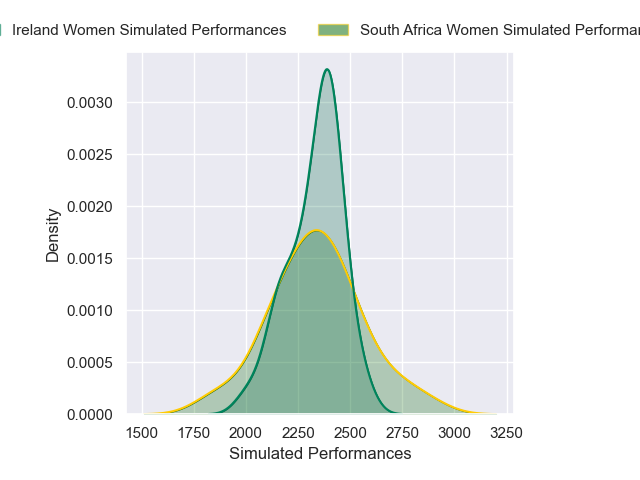 Ireland Women Simulated Performances
South Africa Women Simulated
0.0030
0.0025
0.0020
0.0015
0.0010
0.0005
0.0000
Density
1500 1750 2000 2250 2500 2750 3000 3250
Simulated Performances